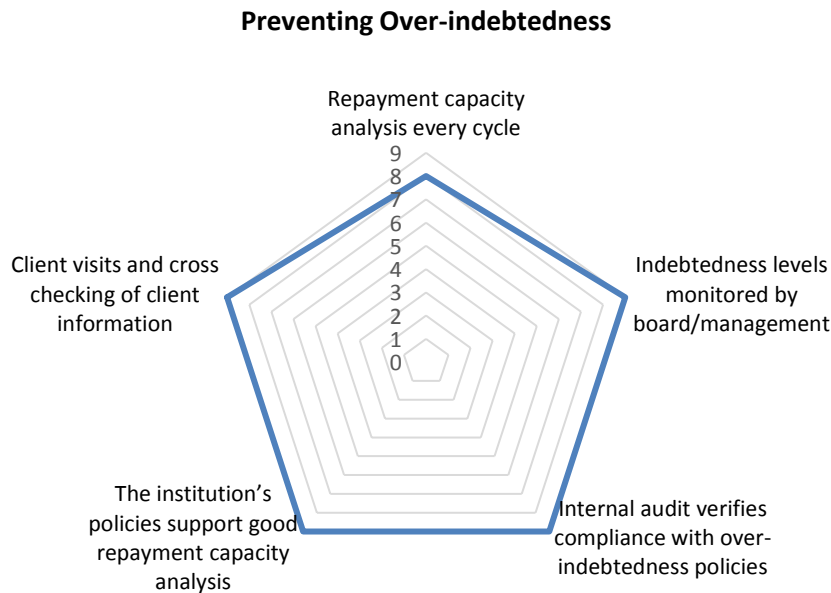 Preventing Over-indebtedness
Repayment capacity
analysis every cycle
9
8
7
6
5
4
3
2
1
0
Client visits and cross
checking of client
information
Indebtedness levels
monitored by
board/management
The institution’s
policies support good
repayment capacity
analysis
Internal audit verifies
compliance with over-
indebtedness policies